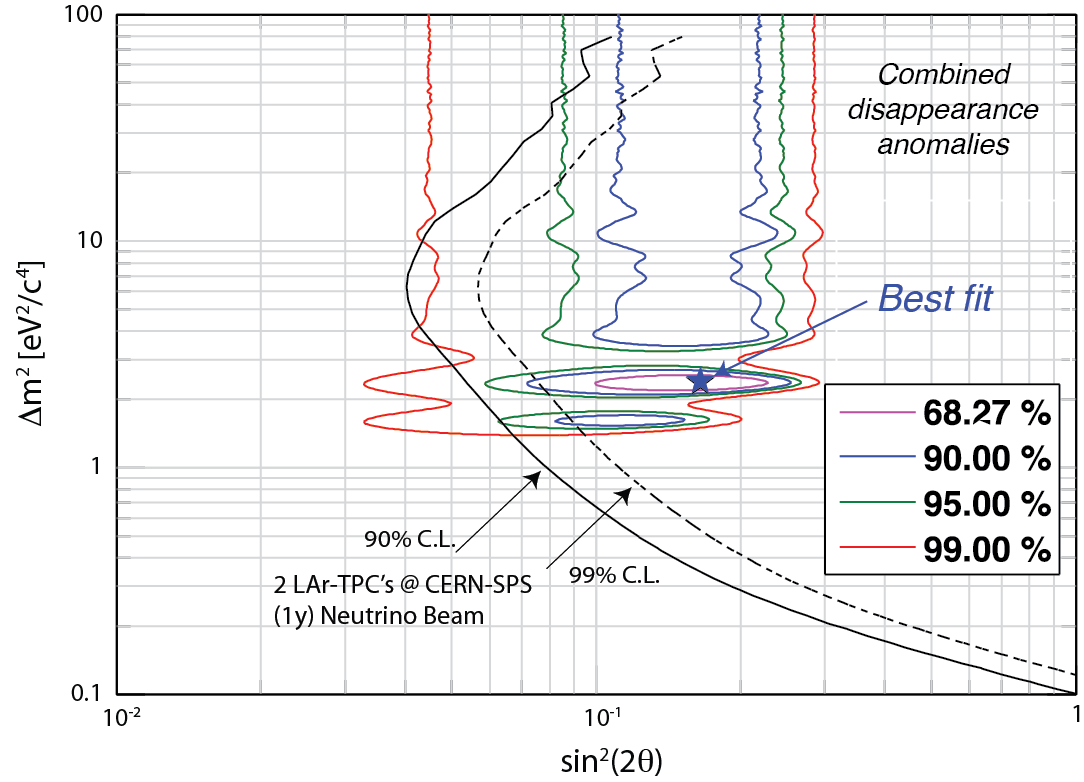 100
Combined
disappearance
anomalies
10
Best fit
Δm² [eV²/c⁴]
68.27 %
90.00 %
1
95.00 %
90% C.L.
99.00 %
2 LAr-TPC's @ CERN-SPS
99% C.L.
(1y) Neutrino Beam
0.1
10⁻² 10⁻¹ 1
sin²(2θ)